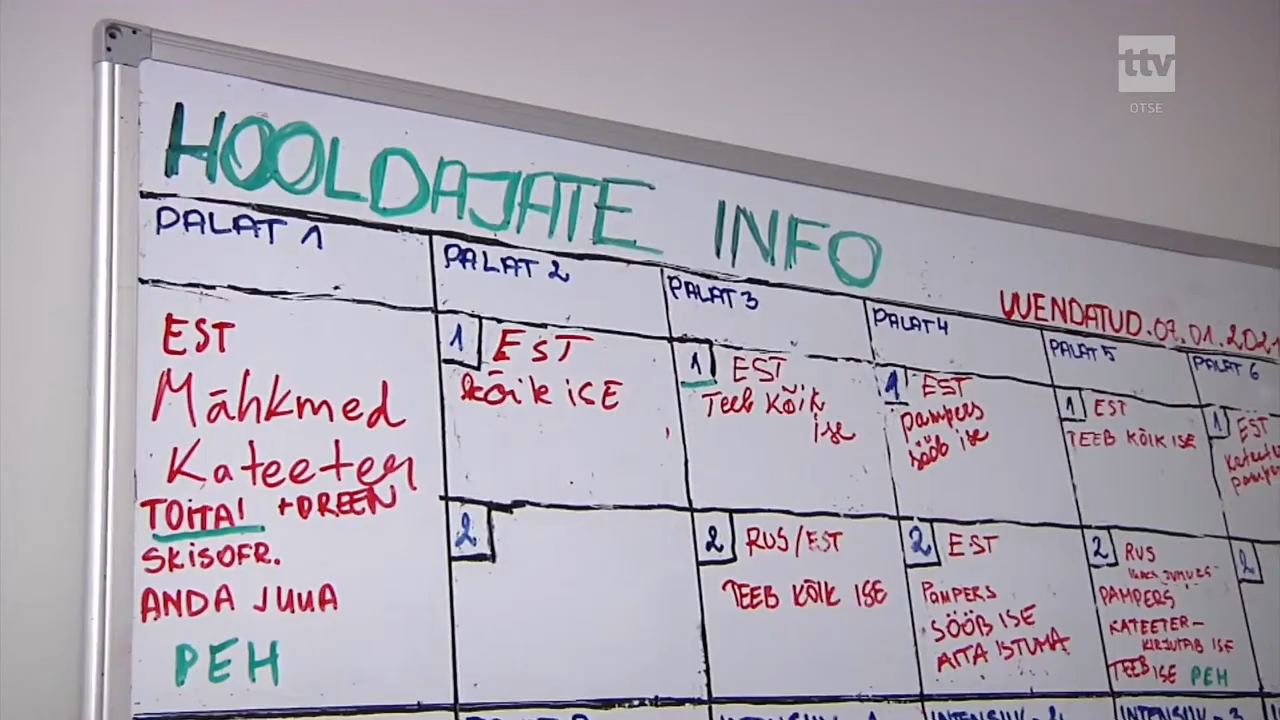 ttv
OTSE
HOOLDAJATE INFO
UUENDATUD. 07.01.2021
PALAT 1
EST
Mähkmed
Kateeter
TOITA! + DREEN
SKISOFR.
ANDA JUUA
PEH
PALAT 2
1 EST
kõik ISE
2
PALAT 3
1 EST
Teeb kõik
ise
2 RUS/EST
TEEB KÕIK ISE
PALAT 4
1 EST
pampers
sööb ise
2 EST
PAMPERS
SÖÖB ISE
AITA ISTUMA
PALAT 5
1 EST
TEEB KÕIK ISE
2 RUS
PAMPERS
KATEETER-
ISE
TEEB ISE PEH
PALAT 6
1 EST
2